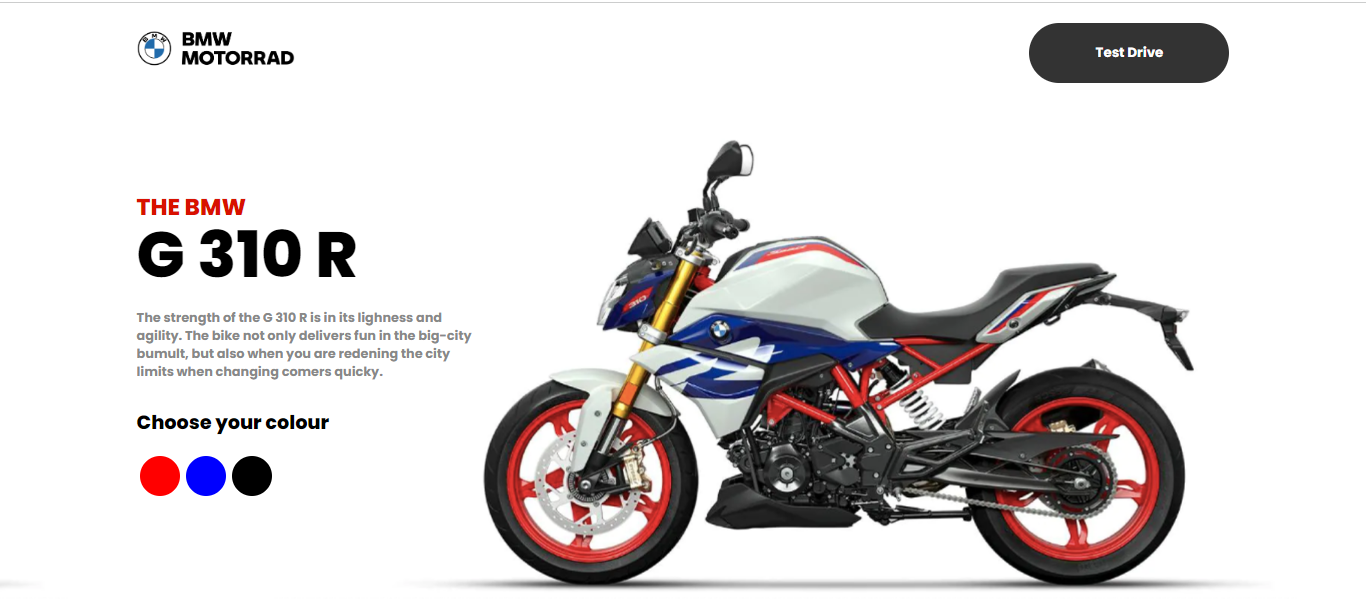 BMW
BMW
MOTORRAD
Test Drive
THE BMW
G 310 R
The strength of the G 310 R is in its lighness and
agility. The bike not only delivers fun in the big-city
bumult, but also when you are redening the city
limits when changing comers quicky.
Choose your colour
310